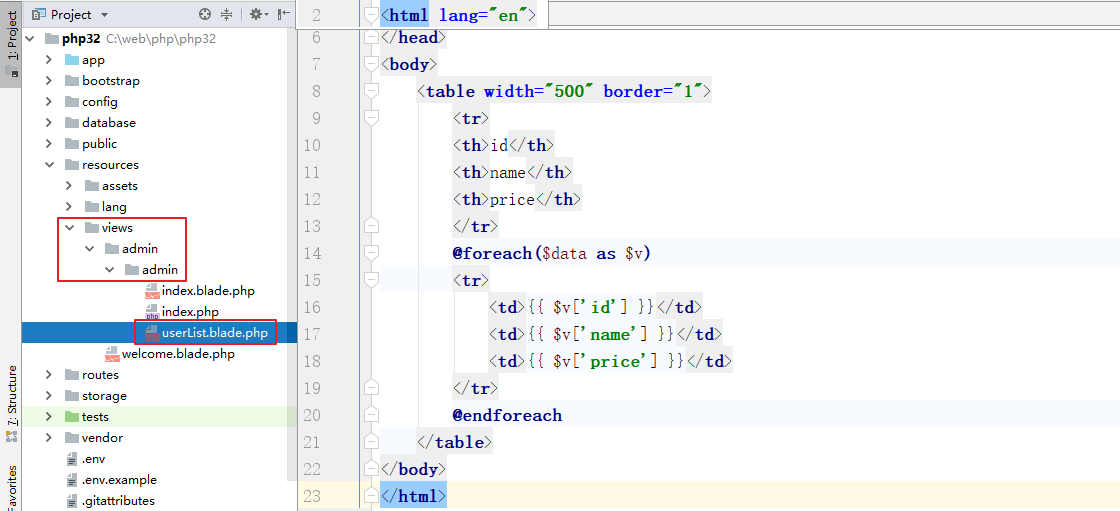 1: Project
7: Structure
Favorites
Project
php32 C:\web\php\php32
app
bootstrap
config
database
public
resources
assets
lang
views
admin
admin
index.blade.php
index.php
userList.blade.php
welcome.blade.php
routes
storage
tests
vendor
.env
.env.example
.gitattributes
2 <html lang="en">
6 </head>
7 <body>
8 <table width="500" border="1">
9 <tr>
10 <th>id</th>
11 <th>name</th>
12 <th>price</th>
13 </tr>
14 @foreach($data as $v)
15 <tr>
16 <td>{{ $v['id'] }}</td>
17 <td>{{ $v['name'] }}</td>
18 <td>{{ $v['price'] }}</td>
19 </tr>
20 @endforeach
21 </table>
22 </body>
23 </html>